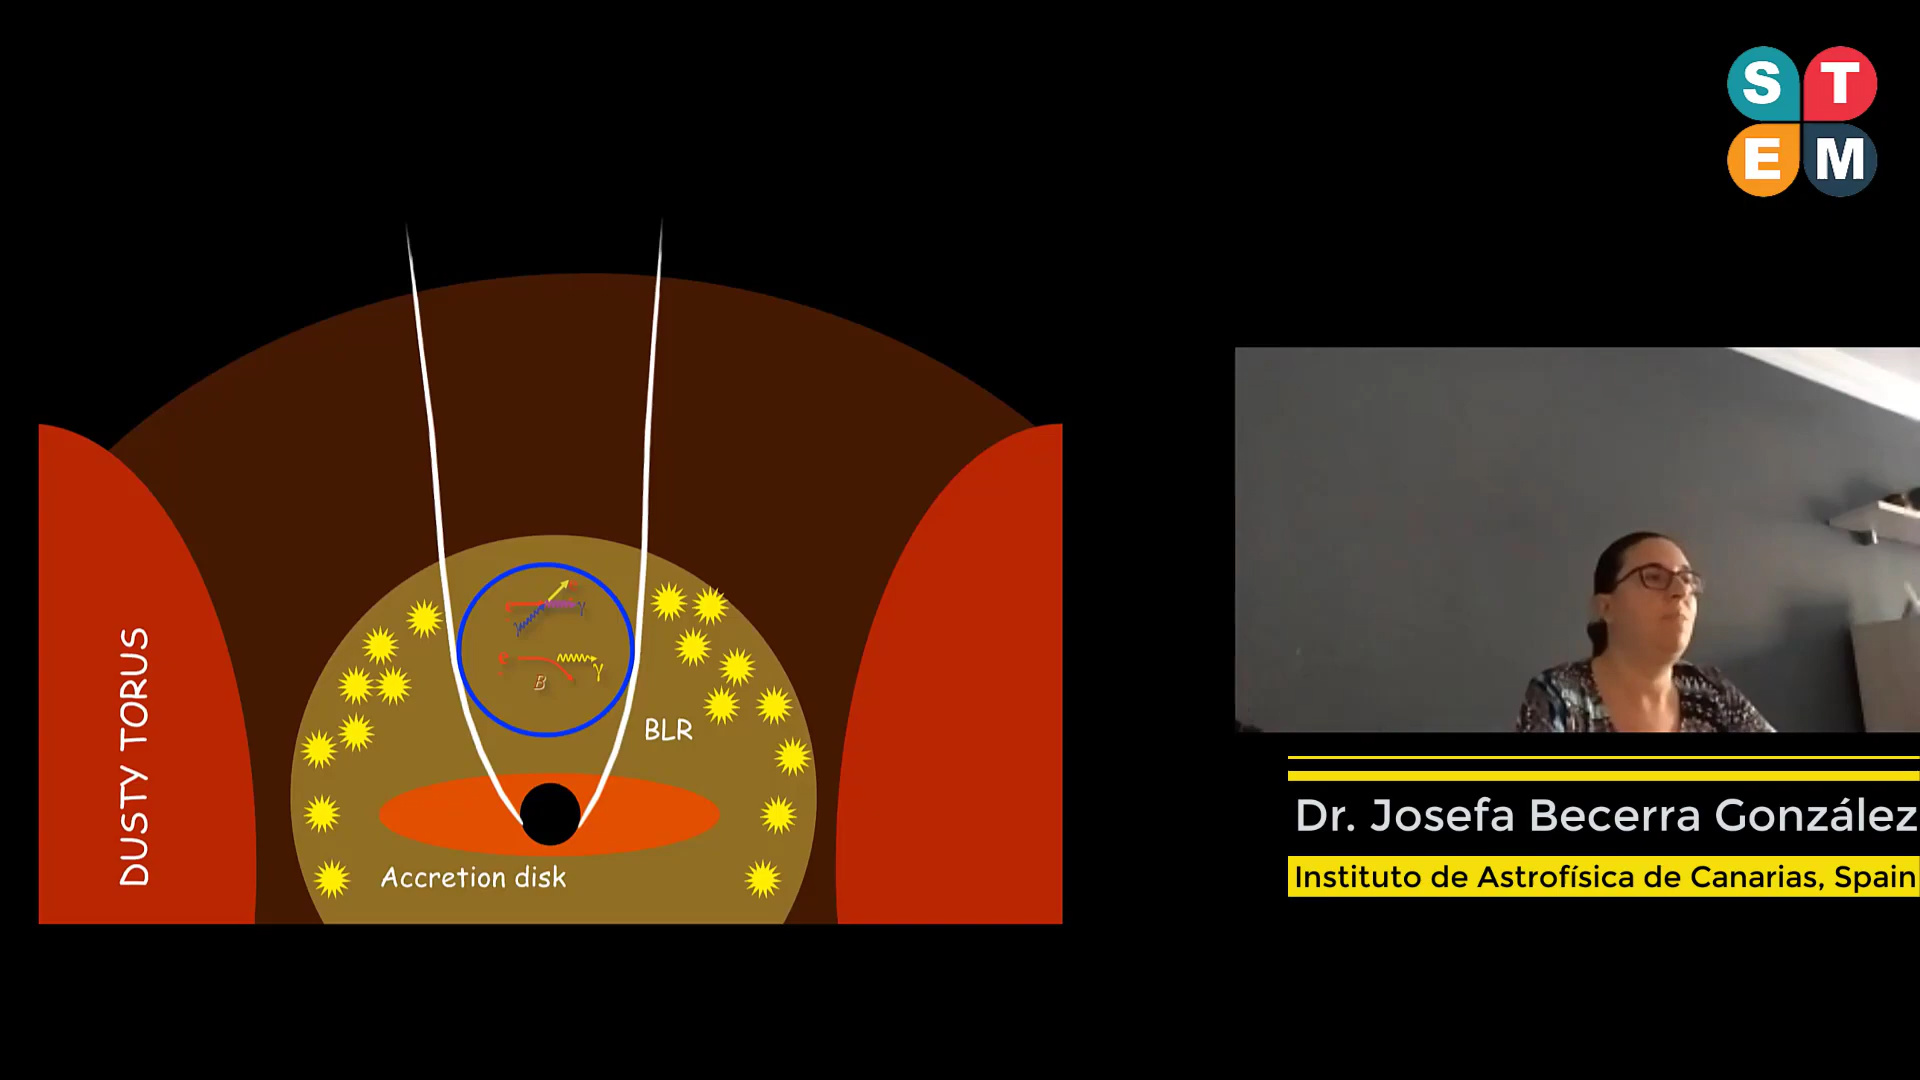 S T
E M
γ
B
γ
BLR
DUSTY TORUS
Accretion disk
Dr. Josefa Becerra González
Instituto de Astrofísica de Canarias, Spain